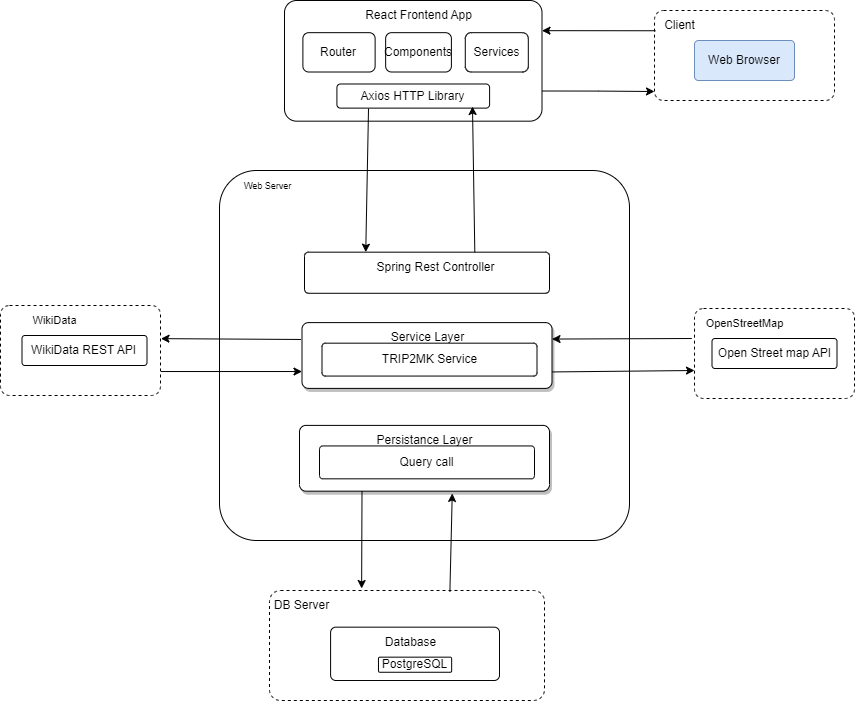 React Frontend App
Router
Components
Services
Axios HTTP Library
Client
Web Browser
Web Server
Spring Rest Controller
WikiData
WikiData REST API
Service Layer
TRIP2MK Service
OpenStreetMap
Open Street map API
Persistance Layer
Query call
DB Server
Database
PostgreSQL